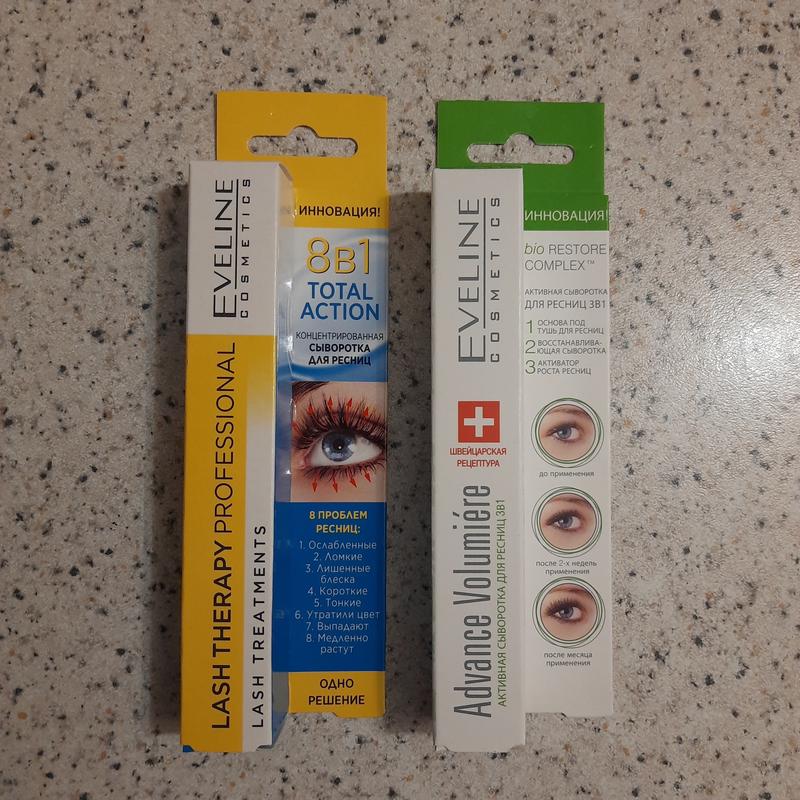 EVELINE
COSMETICS
LASH THERAPY PROFESSIONAL
LASH TREATMENTS
ИННОВАЦИЯ!
8в1
TOTAL
ACTION
КОНЦЕНТРИРОВАННАЯ
СЫВОРОТКА
ДЛЯ РЕСНИЦ
8 ПРОБЛЕМ
РЕСНИЦ:
1. Ослабленные
2. Ломкие
3. Лишенные
блеска
4. Короткие
5. Тонкие
6. Утратили цвет
7. Выпадают
8. Медленно
растут
ОДНО
РЕШЕНИЕ
EVELINE
COSMETICS
ШВЕЙЦАРСКАЯ
РЕЦЕПТУРА
Advance Volumiére
АКТИВНАЯ СЫВОРОТКА ДЛЯ РЕСНИЦ 3В1
ИННОВАЦИЯ!
bio RESTORE
COMPLEX™
АКТИВНАЯ СЫВОРОТКА
ДЛЯ РЕСНИЦ 3В1
1 ОСНОВА ПОД
ТУШЬ ДЛЯ РЕСНИЦ
2 ВОССТАНАВЛИВА-
ЮЩАЯ СЫВОРОТКА
3 АКТИВАТОР
РОСТА РЕСНИЦ
до применения
после 2-х недель
применения
после месяца
применения